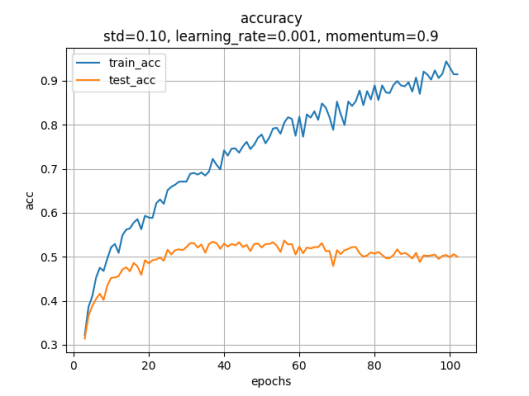 accuracy
std=0.10, learning_rate=0.001, momentum=0.9
train_acc
test_acc
0.9
0.8
0.7
0.6
0.5
0.4
0.3
acc
0
20
40
60
80
100
epochs